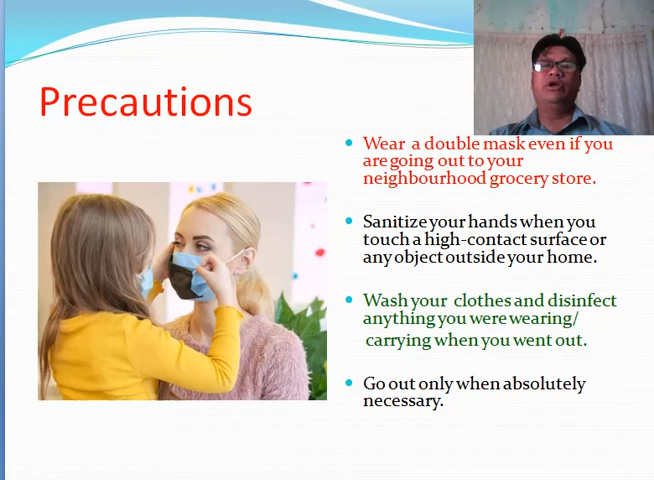 Precautions
Wear a double mask even if you
are going out to your
neighbourhood grocery store.
Sanitize your hands when you
touch a high-contact surface or
any object outside your home.
Wash your clothes and disinfect
anything you were wearing/
carrying when you went out.
Go out only when absolutely
necessary.